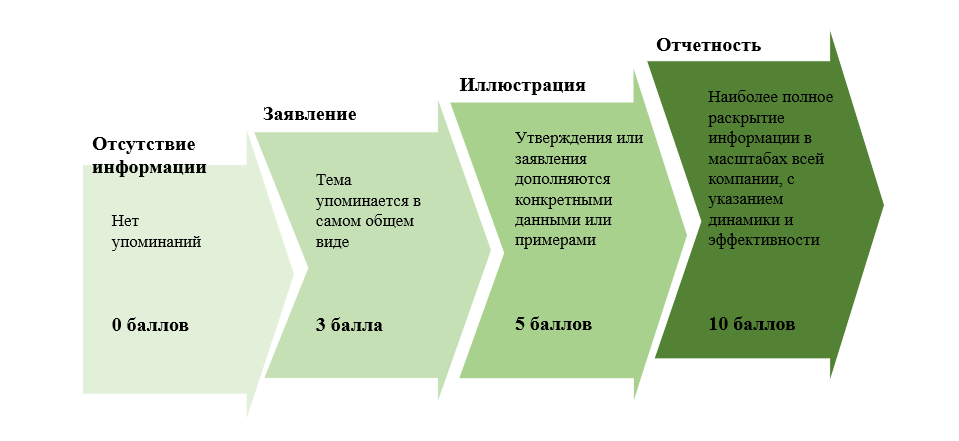 Отсутствие
информации
Нет
упоминаний
0 баллов
Заявление
Тема
упоминается в
самом общем
виде
3 балла
Иллюстрация
Утверждения или
заявления
дополняются
конкретными
данными или
примерами
5 баллов
Отчетность
Наиболее полное
раскрытие
информации в
масштабах всей
компании, с
указанием
динамики и
эффективности
10 баллов